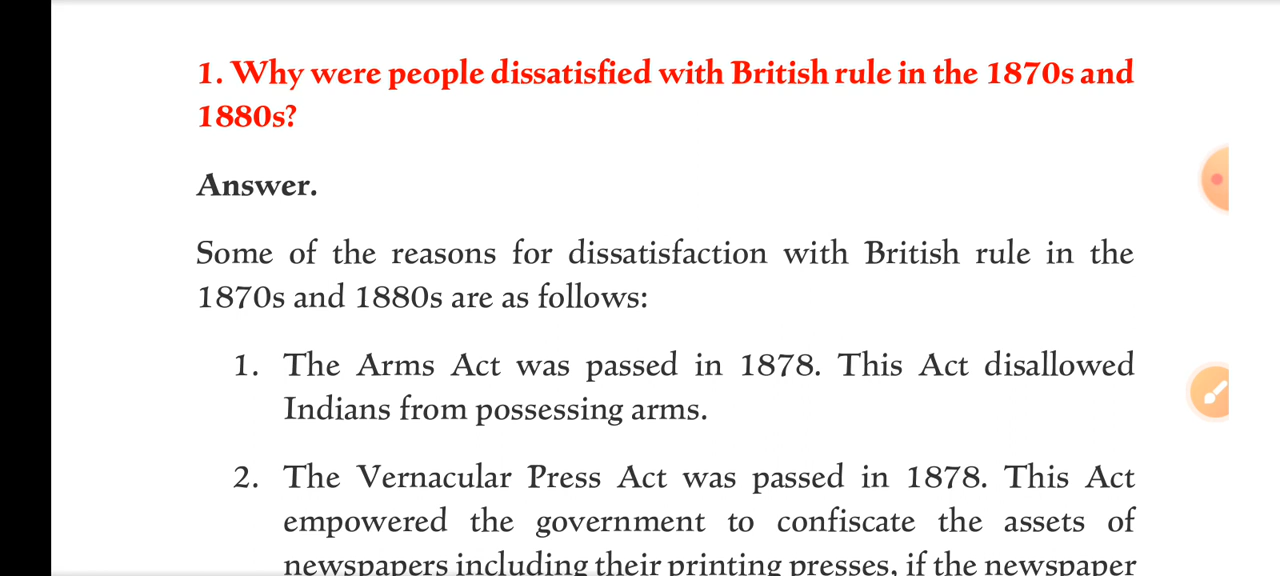 1. Why were people dissatisfied with British rule in the 1870s and
1880s?
Answer.
Some of the reasons for dissatisfaction with British rule in the
1870s and 1880s are as follows:
1. The Arms Act was passed in 1878. This Act disallowed
Indians from possessing arms.
2. The Vernacular Press Act was passed in 1878. This Act
empowered the government to confiscate the assets of
newspapers including their printing presses, if the newspaper